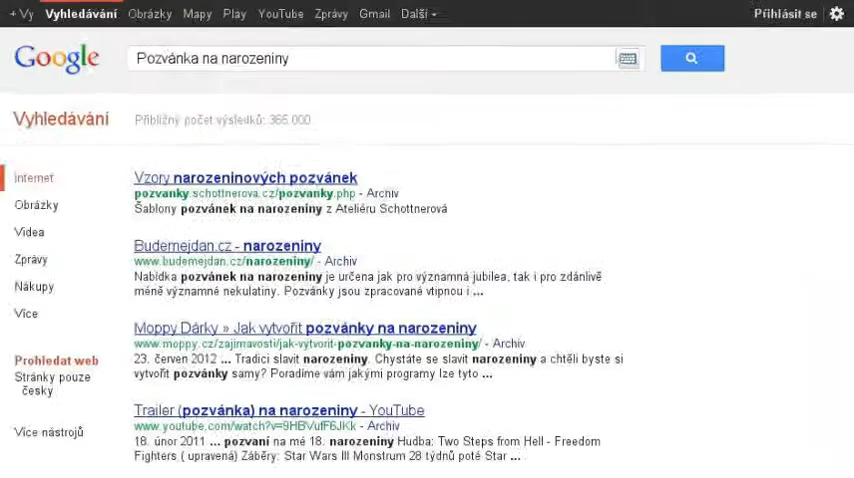 + Vy Vyhledávání Obrázky Mapy Play YouTube Zprávy Gmail Další Přihlásit se
Google Pozvánka na narozeniny
Vyhledávání Přibližný počet výsledků: 366.000
Internet
Obrázky
Videa
Zprávy
Nákupy
Více
Prohledat web
Stránky pouze
česky
Více nástrojů
Vzory narozeninových pozvánek
pozvanky.schottnerova.cz/pozvanky.php - Archiv
Šablony pozvánek na narozeniny z Ateliéru Schottnerová
Budemejdan.cz - narozeniny
www.budemejdan.cz/narozeniny/ - Archiv
Nabídka pozvánek na narozeniny je určena jak pro významná jubilea, tak i pro zdánlivě
méně významné nekulatiny. Pozvánky jsou zpracované vtipnou i ...
Moppy Dárky » Jak vytvořit pozvánky na narozeniny
www.moppy.cz/zajimavosti/jak-vytvorit-pozvanky-na-narozeniny/ - Archiv
23. červen 2012 ... Tradici slavit narozeniny. Chystáte se slavit narozeniny a chtěli byste si
vytvořit pozvánky samy? Poradíme vám jakými programy lze tyto ...
Trailer (pozvánka) na narozeniny - YouTube
www.youtube.com/watch?v=9HBVufF6JKk - Archiv
18. únor 2011 ... pozvaní na mé 18. narozeniny Hudba: Two Steps from Hell - Freedom
Fighters ( upravená) Záběry: Star Wars III Monstrum 28 týdnů poté Star ...